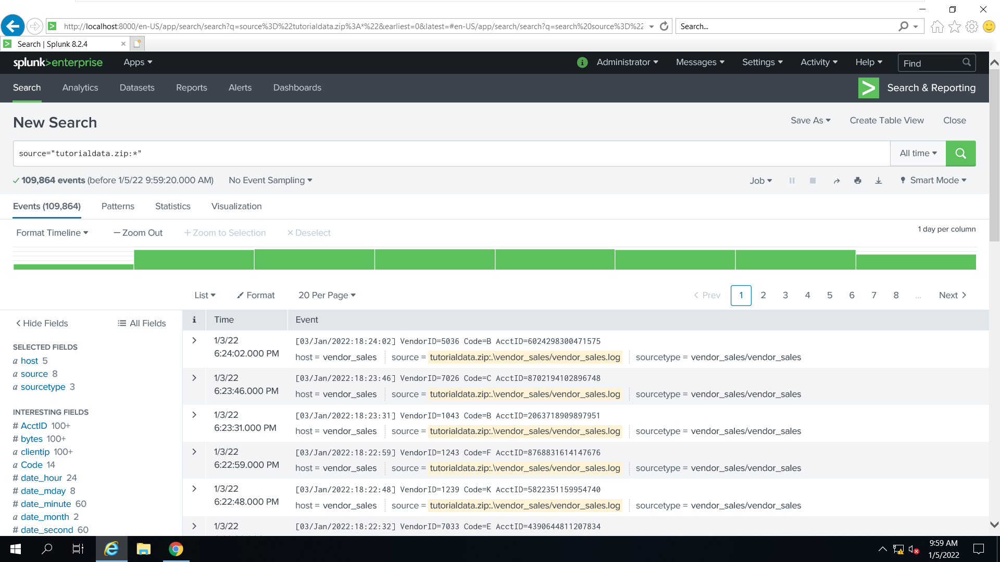 http://localhost:8000/en-US/app/search/search?q=source%3D%22tutorialdata.zip%3A*%22&earliest=0&latest=#en-US/app/search/search?q=search%20source%3D%22
Search...
Search | Splunk 8.2.4
splunk>enterprise Apps
Administrator Messages Settings Activity Help Find
Search Analytics Datasets Reports Alerts Dashboards
Search & Reporting
New Search
Save As Create Table View Close
source="tutorialdata.zip:*"
All time
109,864 events (before 1/5/22 9:59:20.000 AM) No Event Sampling
Job Smart Mode
Events (109,864) Patterns Statistics Visualization
Format Timeline — Zoom Out + Zoom to Selection × Deselect
1 day per column
List Format 20 Per Page
Prev 1 2 3 4 5 6 7 8 ... Next
Hide Fields All Fields
SELECTED FIELDS
a host 5
a source 8
a sourcetype 3
INTERESTING FIELDS
# AcctID 100+
# bytes 100+
a clientip 100+
a Code 14
# date_hour 24
# date_mday 8
# date_minute 60
a date_month 2
# date_second 60
i Time Event
1/3/22
6:24:02.000 PM
[03/Jan/2022:18:24:02] VendorID=5036 Code=B AcctID=6024298300471575
host = vendor_sales source = tutorialdata.zip:.\vendor_sales/vendor_sales.log sourcetype = vendor_sales/vendor_sales
1/3/22
6:23:46.000 PM
[03/Jan/2022:18:23:46] VendorID=7026 Code=C AcctID=8702194102896748
host = vendor_sales source = tutorialdata.zip:.\vendor_sales/vendor_sales.log sourcetype = vendor_sales/vendor_sales
1/3/22
6:23:31.000 PM
[03/Jan/2022:18:23:31] VendorID=1043 Code=B AcctID=2063718909897951
host = vendor_sales source = tutorialdata.zip:.\vendor_sales/vendor_sales.log sourcetype = vendor_sales/vendor_sales
1/3/22
6:22:59.000 PM
[03/Jan/2022:18:22:59] VendorID=1243 Code=F AcctID=8768831614147676
host = vendor_sales source = tutorialdata.zip:.\vendor_sales/vendor_sales.log sourcetype = vendor_sales/vendor_sales
1/3/22
6:22:48.000 PM
[03/Jan/2022:18:22:48] VendorID=1239 Code=K AcctID=5822351159954740
host = vendor_sales source = tutorialdata.zip:.\vendor_sales/vendor_sales.log sourcetype = vendor_sales/vendor_sales
1/3/22
[03/Jan/2022:18:22:32] VendorID=7033 Code=E AcctID=4390644811207834
9:59 AM
1/5/2022